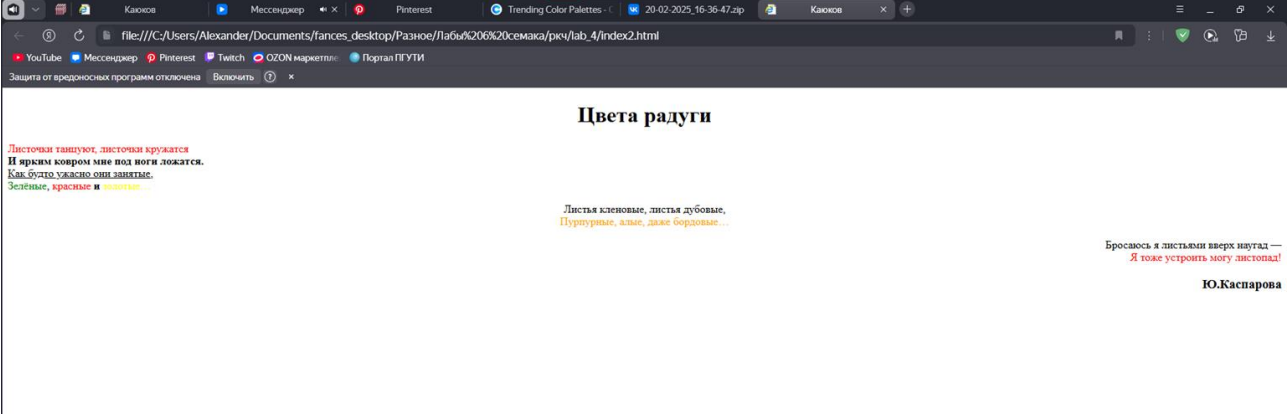 Каюков
Мессенджер
Pinterest
Trending Color Palettes - C
20-02-2025_16-36-47.zip
Каюков
file:///C:/Users/Alexander/Documents/fances_desktop/Разное/Лабы%206%20семака/ркч/lab_4/index2.html
YouTube Мессенджер Pinterest Twitch OZON маркетпле Портал ПГУТИ
Защита от вредоносных программ отключена Включить
Цвета радуги
Листочки танцуют, листочки кружатся
И ярким ковром мне под ноги ложатся.
Как будто ужасно они занятые,
Зелёные, красные и золотые…
Листья кленовые, листья дубовые,
Пурпурные, алые, даже бордовые…
Бросаюсь я листьями вверх наугад —
Я тоже устроить могу листопад!
Ю.Каспарова